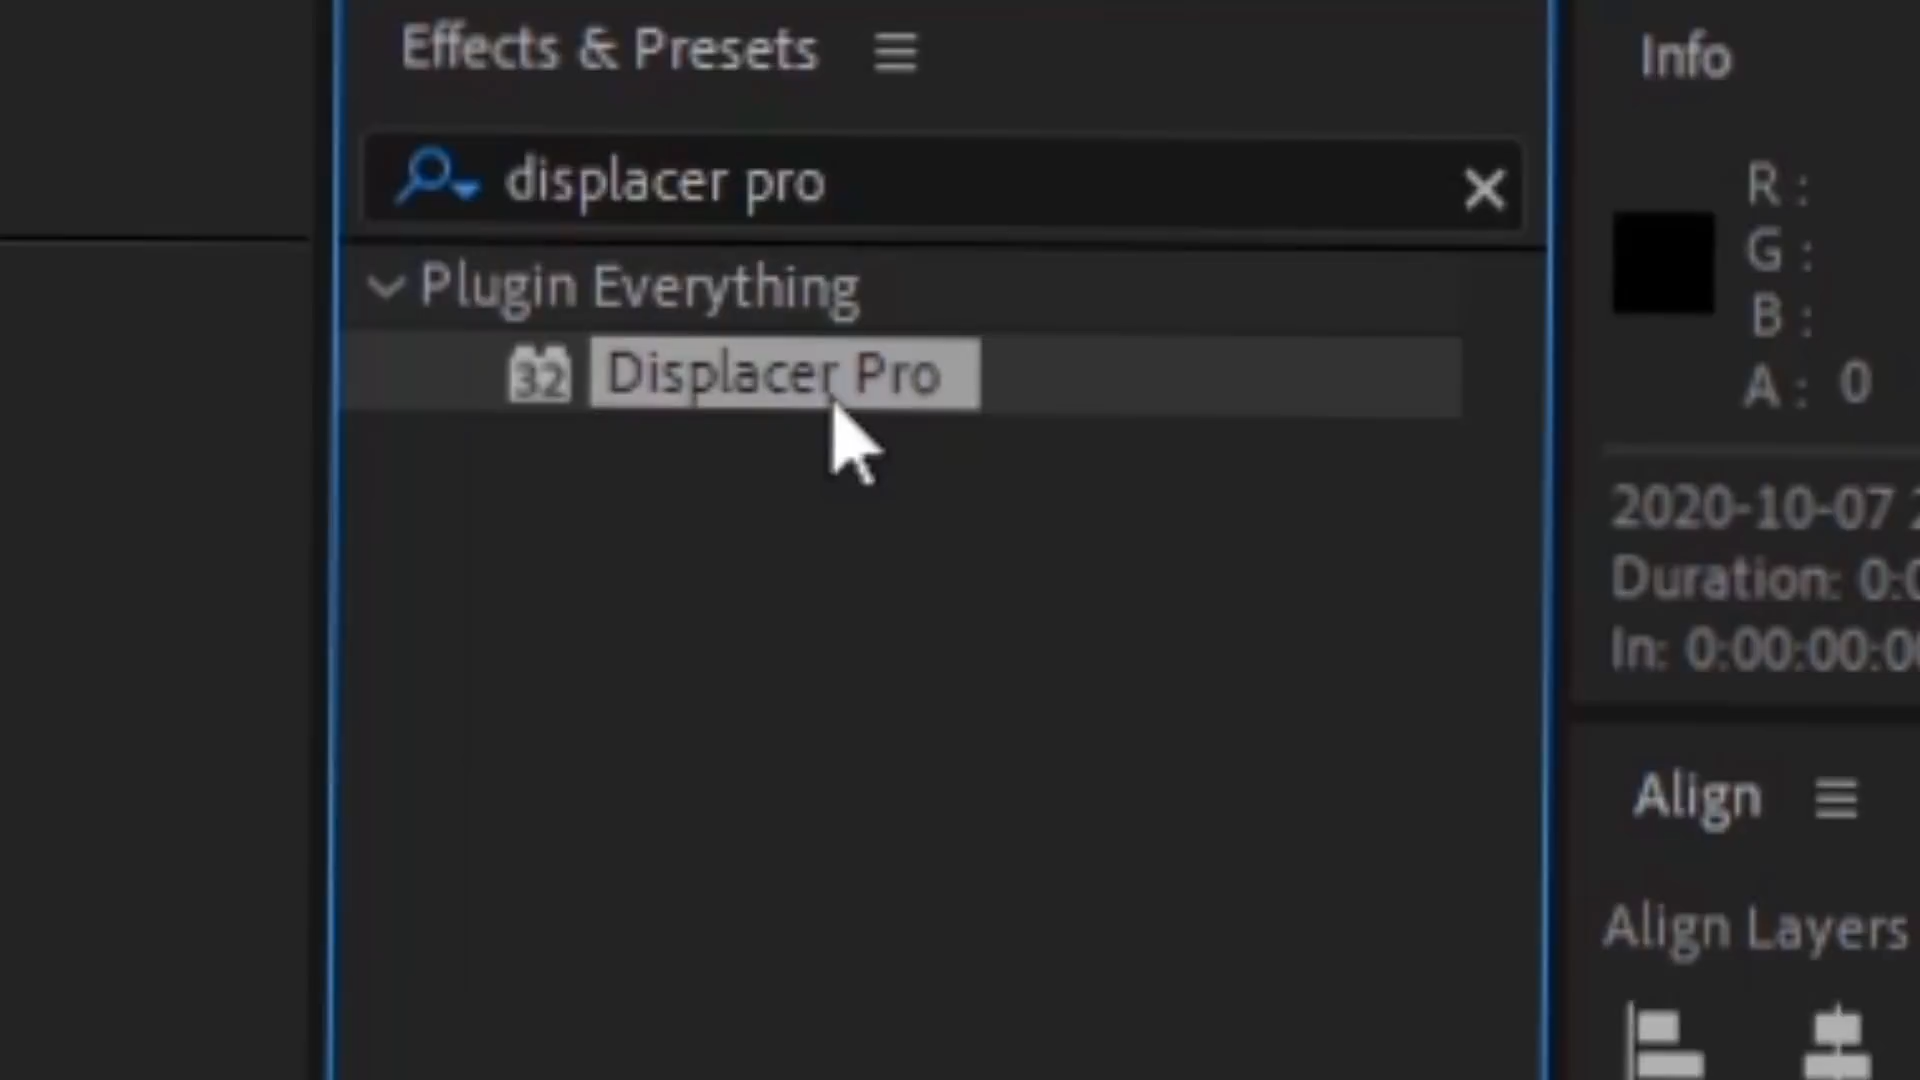 Effects & Presets
displacer pro
Plugin Everything
32 Displacer Pro
Info
R :
G :
B :
A : 0
2020-10-07
Duration: 0:0
In: 0:00:00:00
Align
Align Layers